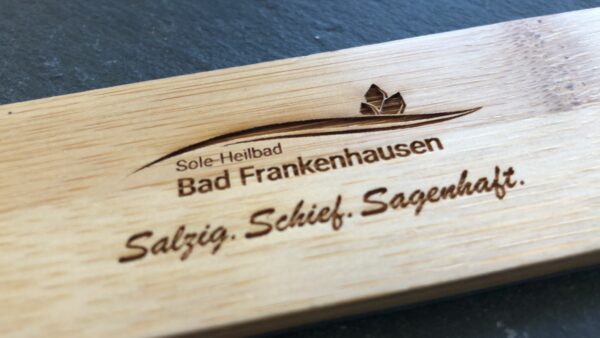 Sole-Heilbad
Bad Frankenhausen
Salzig. Schief. Sagenhaft.